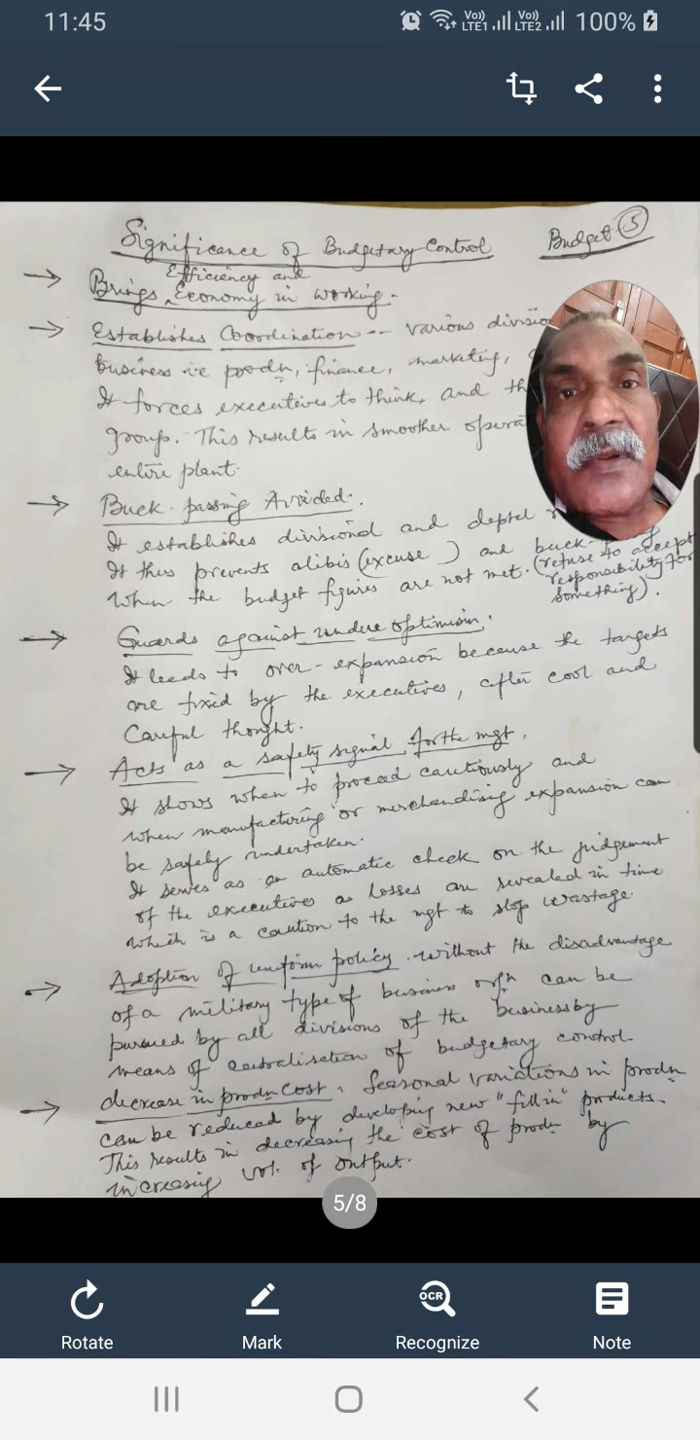 11:45
Vo)) LTE1 Vo)) LTE2 100%
Significance of Budgetary Control Budget 5
Efficiency and
→ Brings ^ Economy in working.
→ Establishes Coordination -- various divisio
business i.e prodn, finance, marketing,
It forces executives to think, and th
group. This results in smoother operat
entire plant.
→ Buck-passing Avoided.
It establishes divisional and deptel
It thus prevents alibis (excuse) and buck-
when the budget figures are not met. (refuse to accept
responsibility for
something).
→ Guards against undue optimism.
It leads to over-expansion because the targets
are fixed by the executives, after cool and
careful thought.
→ Acts as a safety signal for the mgt.
It shows when to proceed cautiously and
when manufacturing or merchandising expansion can
be safely undertaken.
It serves as an automatic check on the judgement
of the executives as losses are revealed in time
which is a caution to the mgt to stop wastage.
→ Adoption of uniform policy. without the disadvantage
of a military type of business orgn can be
pursued by all divisions of the business by
means of centralisation of budgetary control.
→ decrease in prodn cost. Seasonal variations in prodn
can be reduced by developing new "fill in" products.
This results in decreasing the cost of prodn by
increasing vol. of output.
5/8
OCR
Rotate Mark Recognize Note